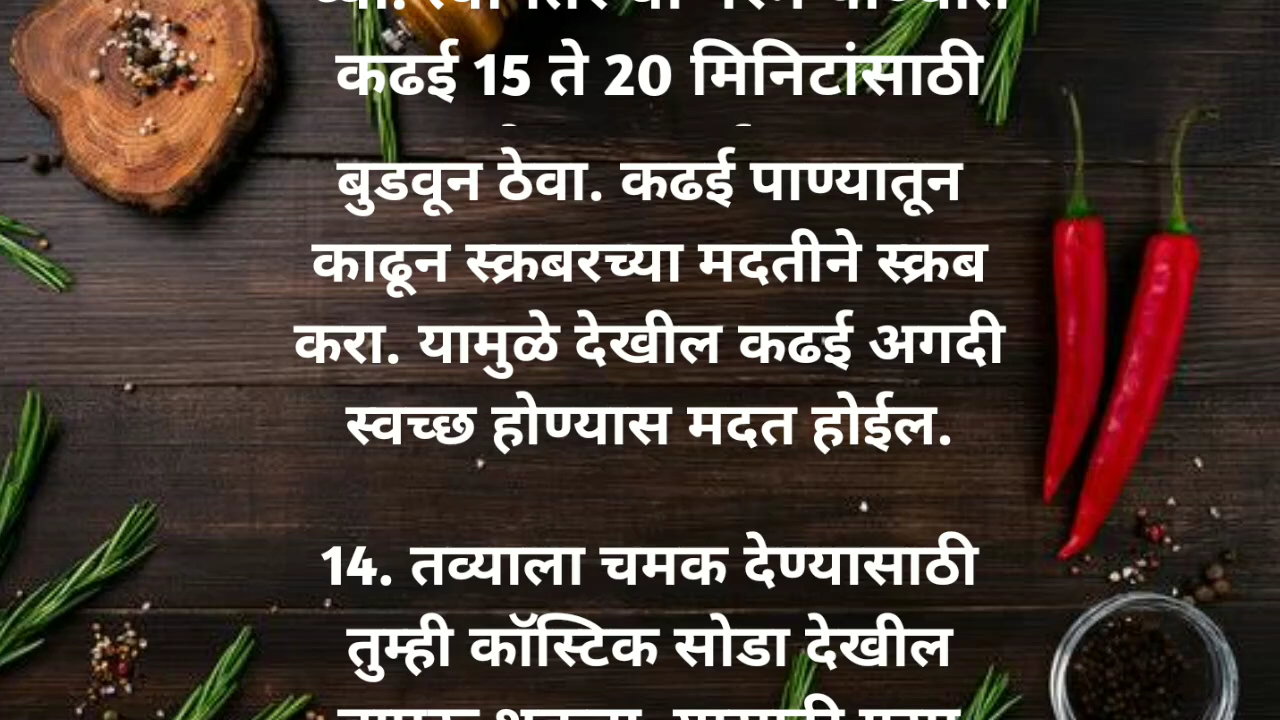 कढई 15 ते 20 मिनिटांसाठी
बुडवून ठेवा. कढई पाण्यातून
काढून स्क्रबरच्या मदतीने स्क्रब
करा. यामुळे देखील कढई अगदी
स्वच्छ होण्यास मदत होईल.
14. तव्याला चमक देण्यासाठी
तुम्ही कॉस्टिक सोडा देखील